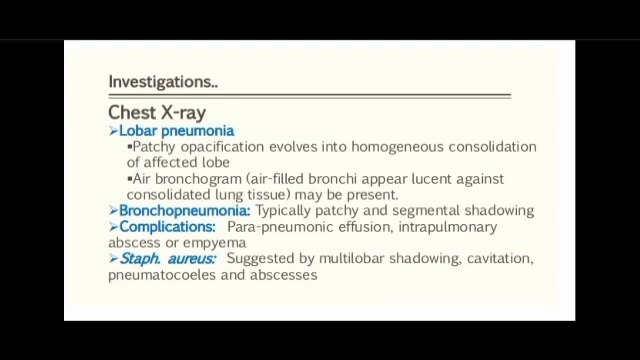 Investigations..
Chest X-ray
➢Lobar pneumonia
▪Patchy opacification evolves into homogeneous consolidation
of affected lobe
▪Air bronchogram (air-filled bronchi appear lucent against
consolidated lung tissue) may be present.
➢Bronchopneumonia: Typically patchy and segmental shadowing
➢Complications: Para-pneumonic effusion, intrapulmonary
abscess or empyema
➢Staph. aureus: Suggested by multilobar shadowing, cavitation,
pneumatocoeles and abscesses